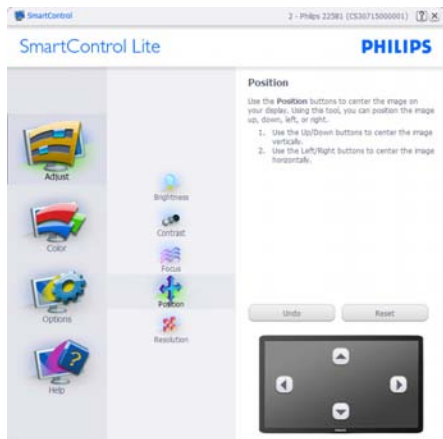 SmartControl
2 - Philips 225B1 (CS30715000001)
SmartControl Lite
PHILIPS
Adjust
Color
Options
Help
Brightness
Contrast
Focus
Position
Resolution
Position
Use the Position buttons to center the image on
your display. Using the tool, you can position the image
up, down, left, or right.
1. Use the Up/Down buttons to center the image
vertically.
2. Use the Left/Right buttons to center the image
horizontally.
Undo
Reset
PHILIPS